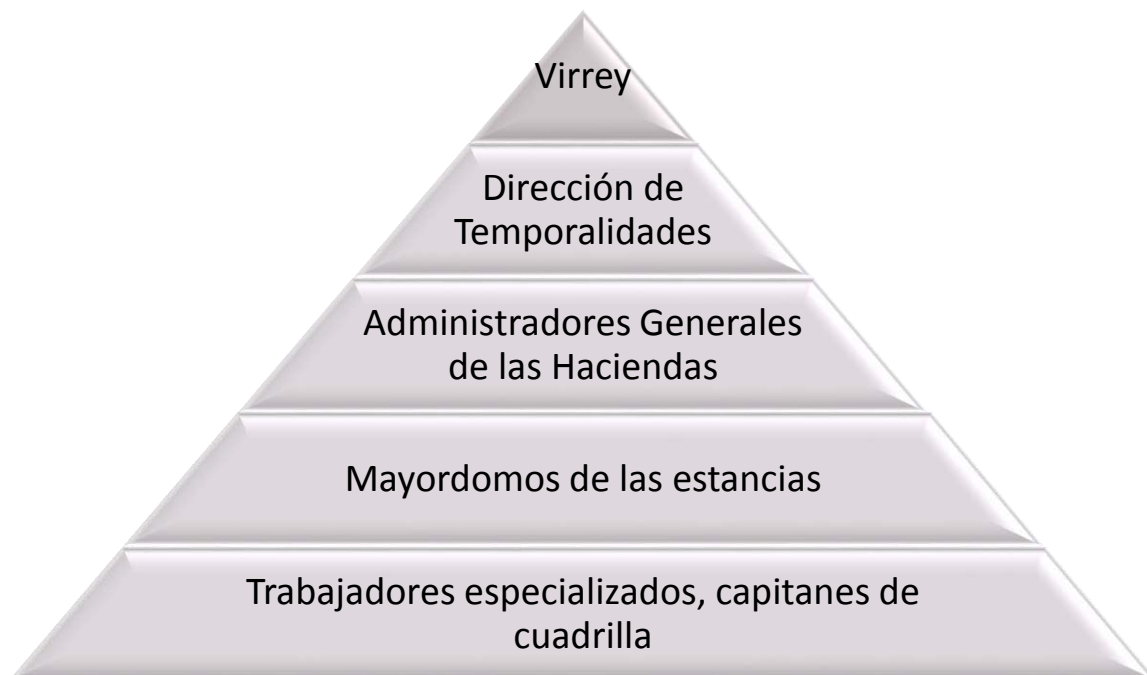 Virrey
Dirección de
Temporalidades
Administradores Generales
de las Haciendas
Mayordomos de las estancias
Trabajadores especializados, capitanes de
cuadrilla